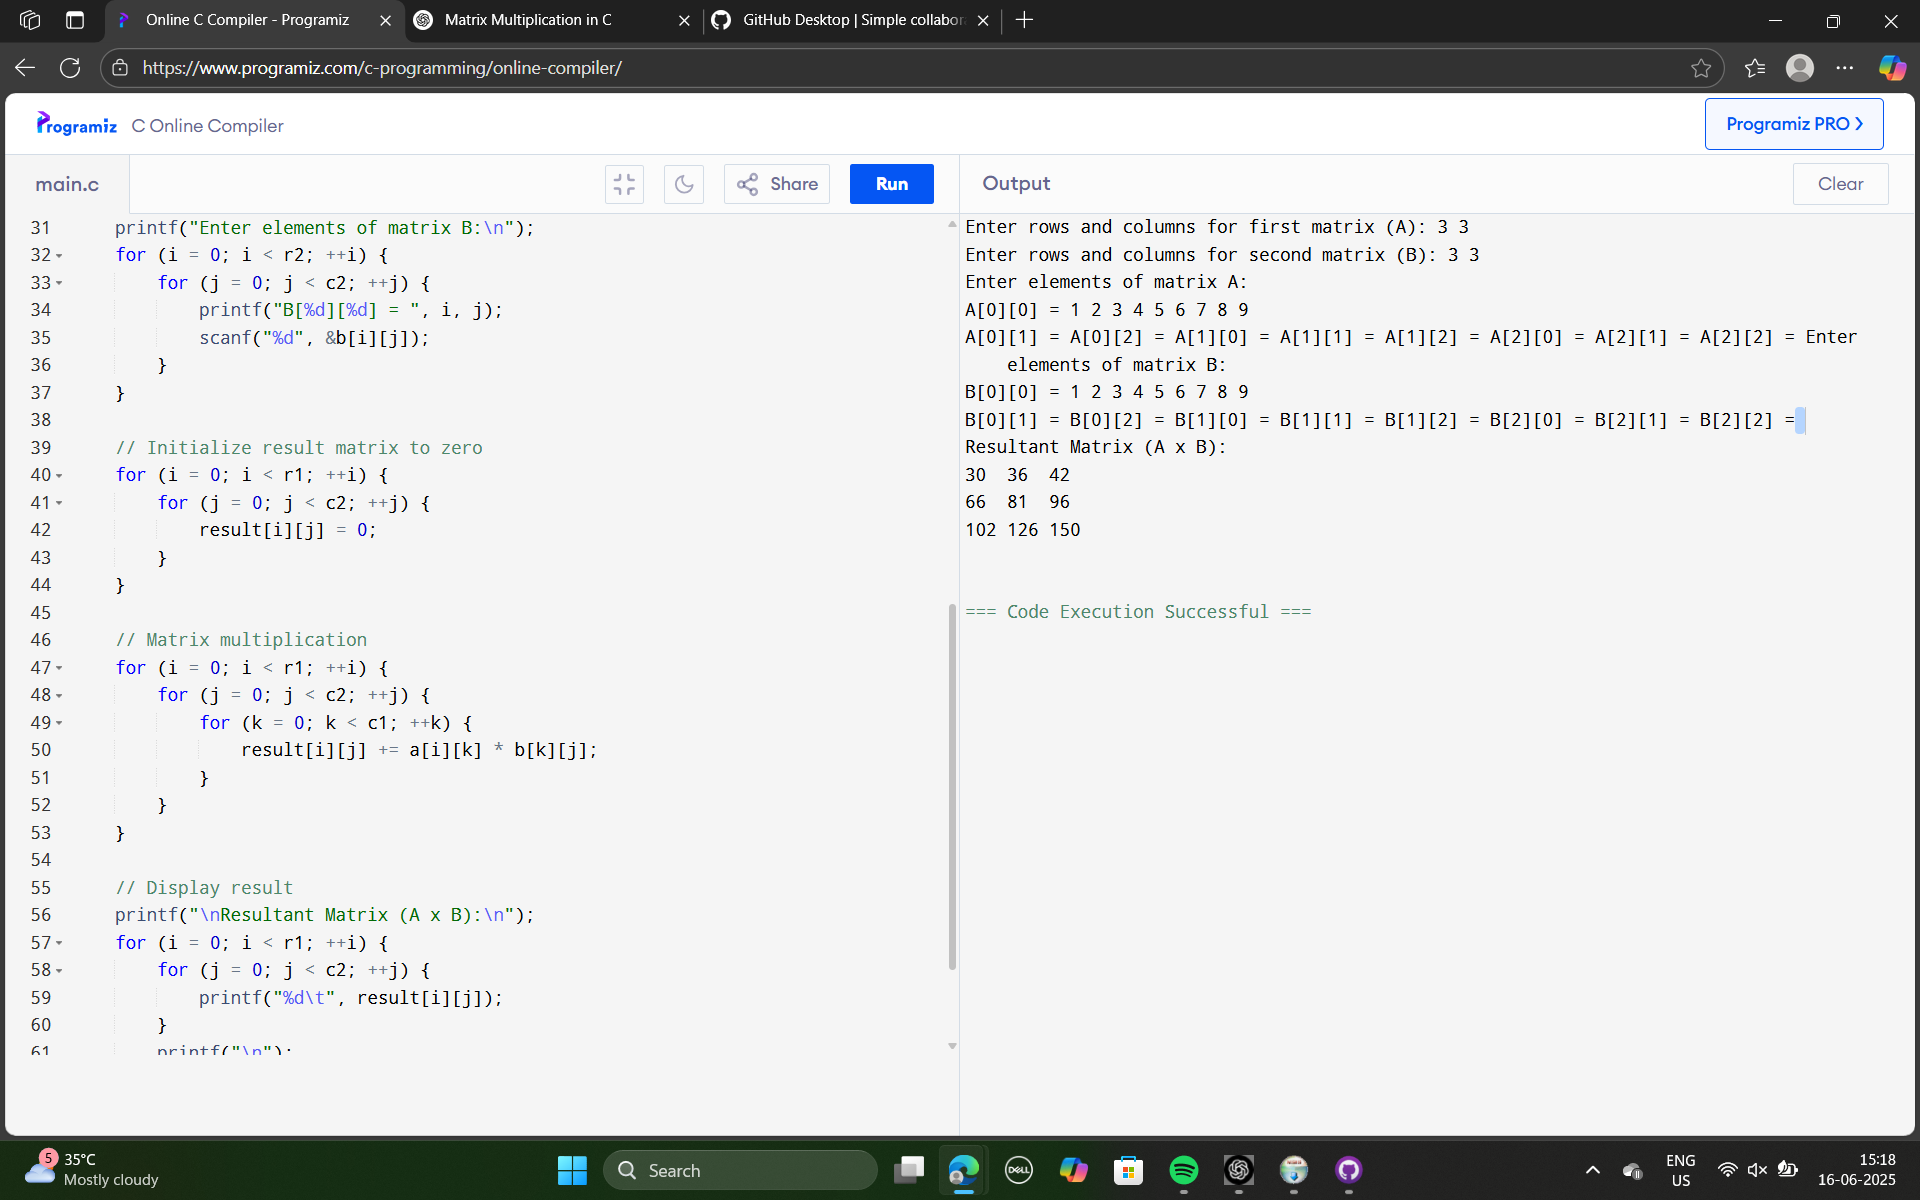 Online C Compiler - Programiz
Matrix Multiplication in C
GitHub Desktop | Simple collabor
https://www.programiz.com/c-programming/online-compiler/
Programiz C Online Compiler
Programiz PRO
main.c
Share
Run
Output
Clear
31 printf("Enter elements of matrix B:\n");
32 for (i = 0; i < r2; ++i) {
33 for (j = 0; j < c2; ++j) {
34 printf("B[%d][%d] = ", i, j);
35 scanf("%d", &b[i][j]);
36 }
37 }
38
39 // Initialize result matrix to zero
40 for (i = 0; i < r1; ++i) {
41 for (j = 0; j < c2; ++j) {
42 result[i][j] = 0;
43 }
44 }
45
46 // Matrix multiplication
47 for (i = 0; i < r1; ++i) {
48 for (j = 0; j < c2; ++j) {
49 for (k = 0; k < c1; ++k) {
50 result[i][j] += a[i][k] * b[k][j];
51 }
52 }
53 }
54
55 // Display result
56 printf("\nResultant Matrix (A x B):\n");
57 for (i = 0; i < r1; ++i) {
58 for (j = 0; j < c2; ++j) {
59 printf("%d\t", result[i][j]);
60 }
61 printf("\n");
Enter rows and columns for first matrix (A): 3 3
Enter rows and columns for second matrix (B): 3 3
Enter elements of matrix A:
A[0][0] = 1 2 3 4 5 6 7 8 9
A[0][1] = A[0][2] = A[1][0] = A[1][1] = A[1][2] = A[2][0] = A[2][1] = A[2][2] = Enter
elements of matrix B:
B[0][0] = 1 2 3 4 5 6 7 8 9
B[0][1] = B[0][2] = B[1][0] = B[1][1] = B[1][2] = B[2][0] = B[2][1] = B[2][2] =
Resultant Matrix (A x B):
30 36 42
66 81 96
102 126 150
=== Code Execution Successful ===
5
35°C
Mostly cloudy
Search
DELL
ENG
US
15:18
16-06-2025